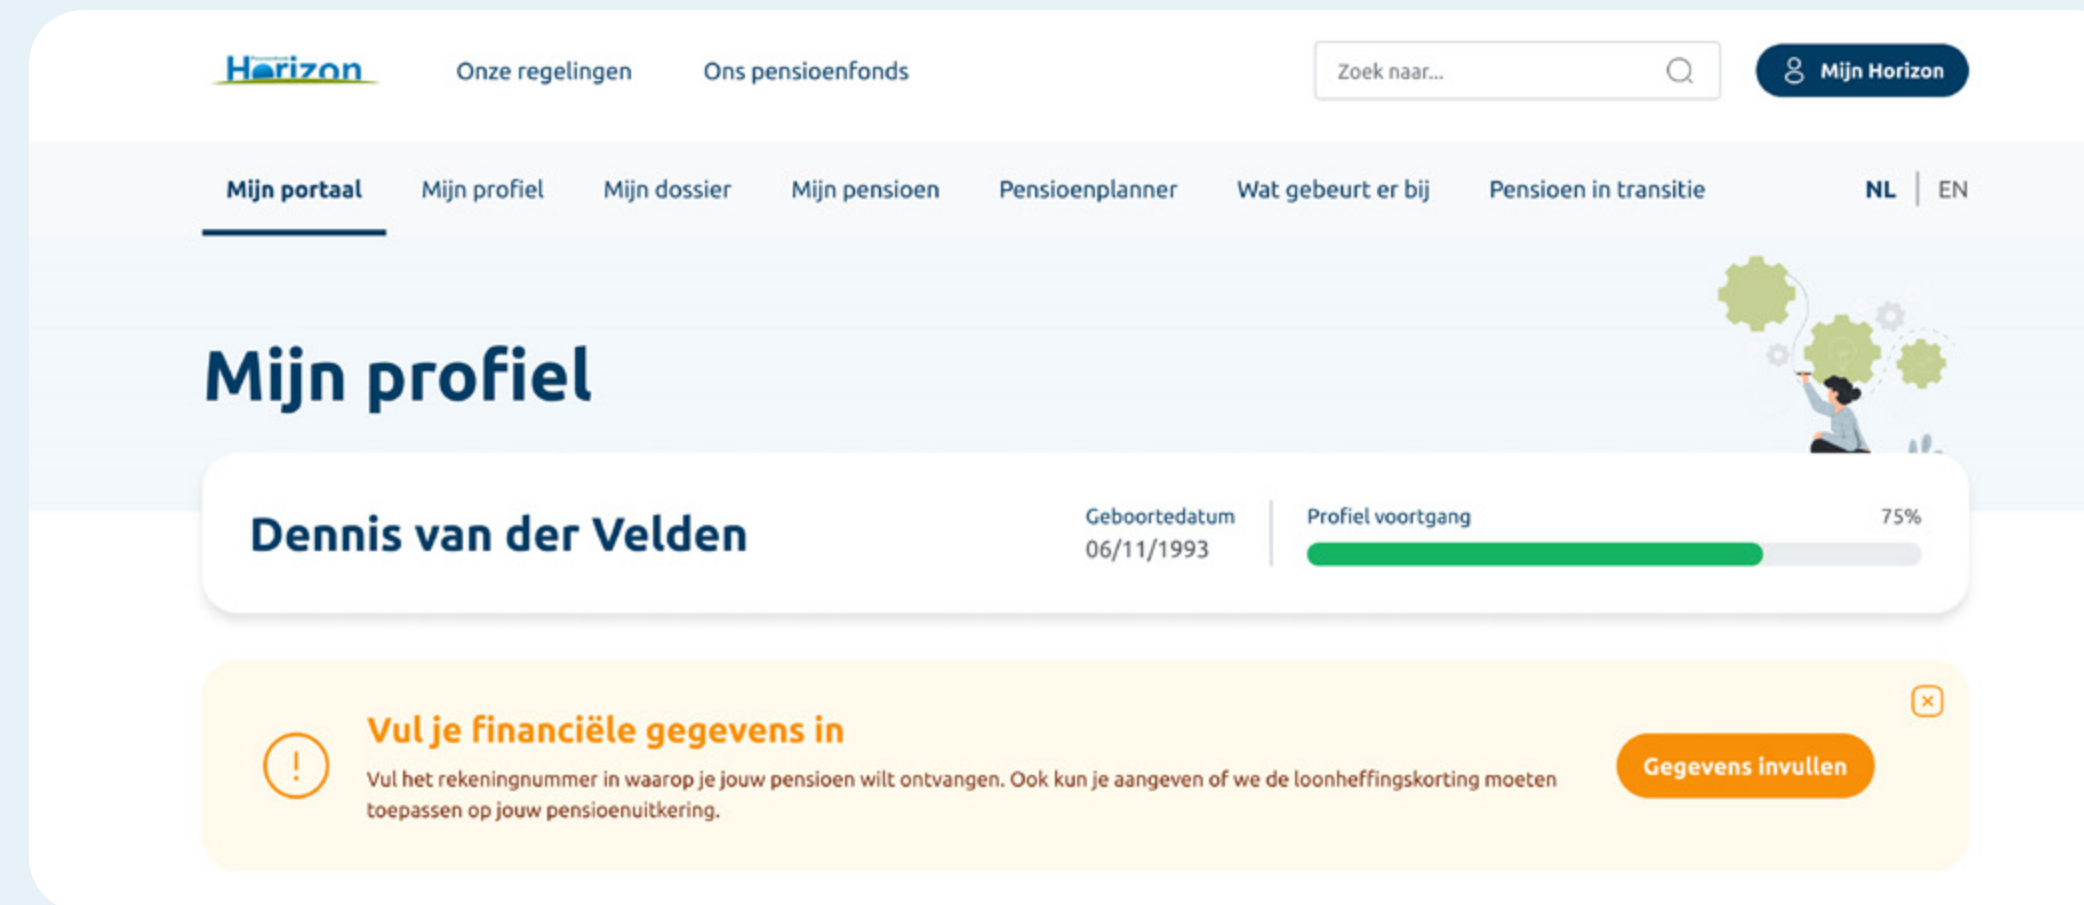 Horizon
Onze regelingen
Ons pensioenfonds
Zoek naar...
Mijn Horizon
Mijn portaal
Mijn profiel
Mijn dossier
Mijn pensioen
Pensioenplanner
Wat gebeurt er bij
Pensioen in transitie
NL | EN
Mijn profiel
Dennis van der Velden
Geboortedatum
06/11/1993
Profiel voortgang
75%
Vul je financiële gegevens in
Vul het rekeningnummer in waarop je jouw pensioen wilt ontvangen. Ook kun je aangeven of we de loonheffingskorting moeten
toepassen op jouw pensioenuitkering.
Gegevens invullen